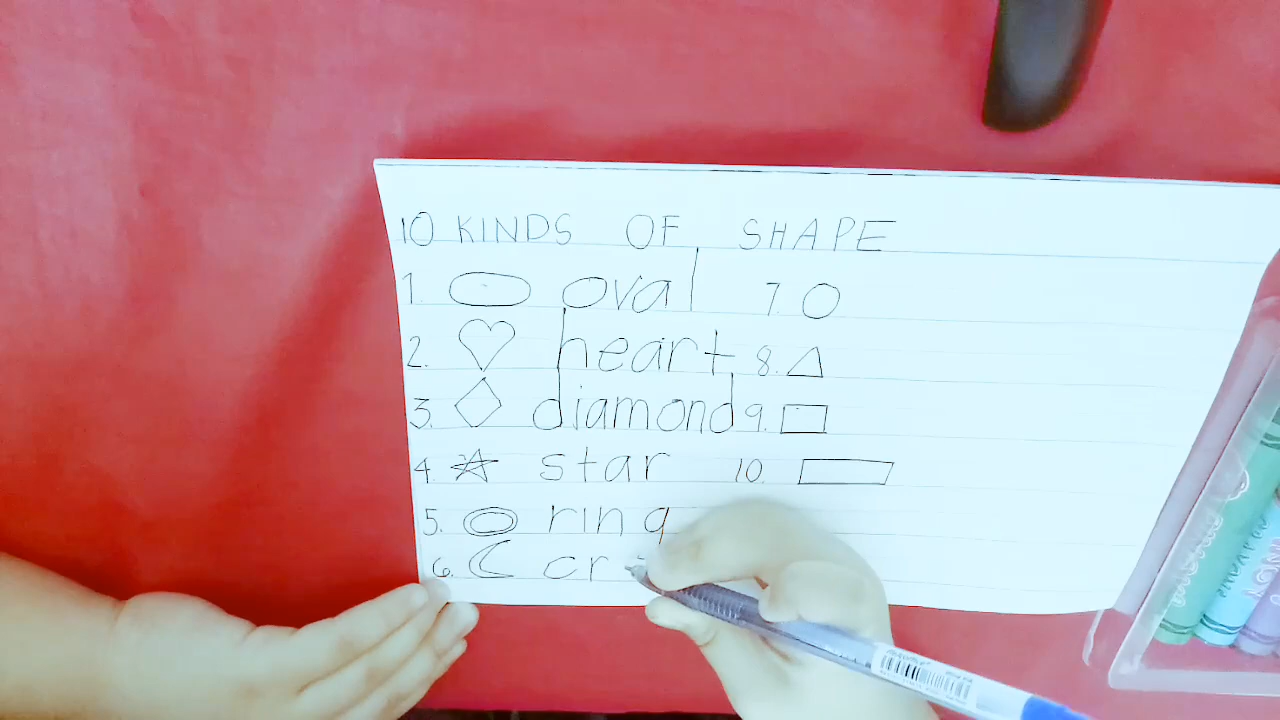 10 KINDS OF SHAPE
1. oval 7.
2. heart 8.
3. diamond 9.
4. star 10.
5. ring
6. cr